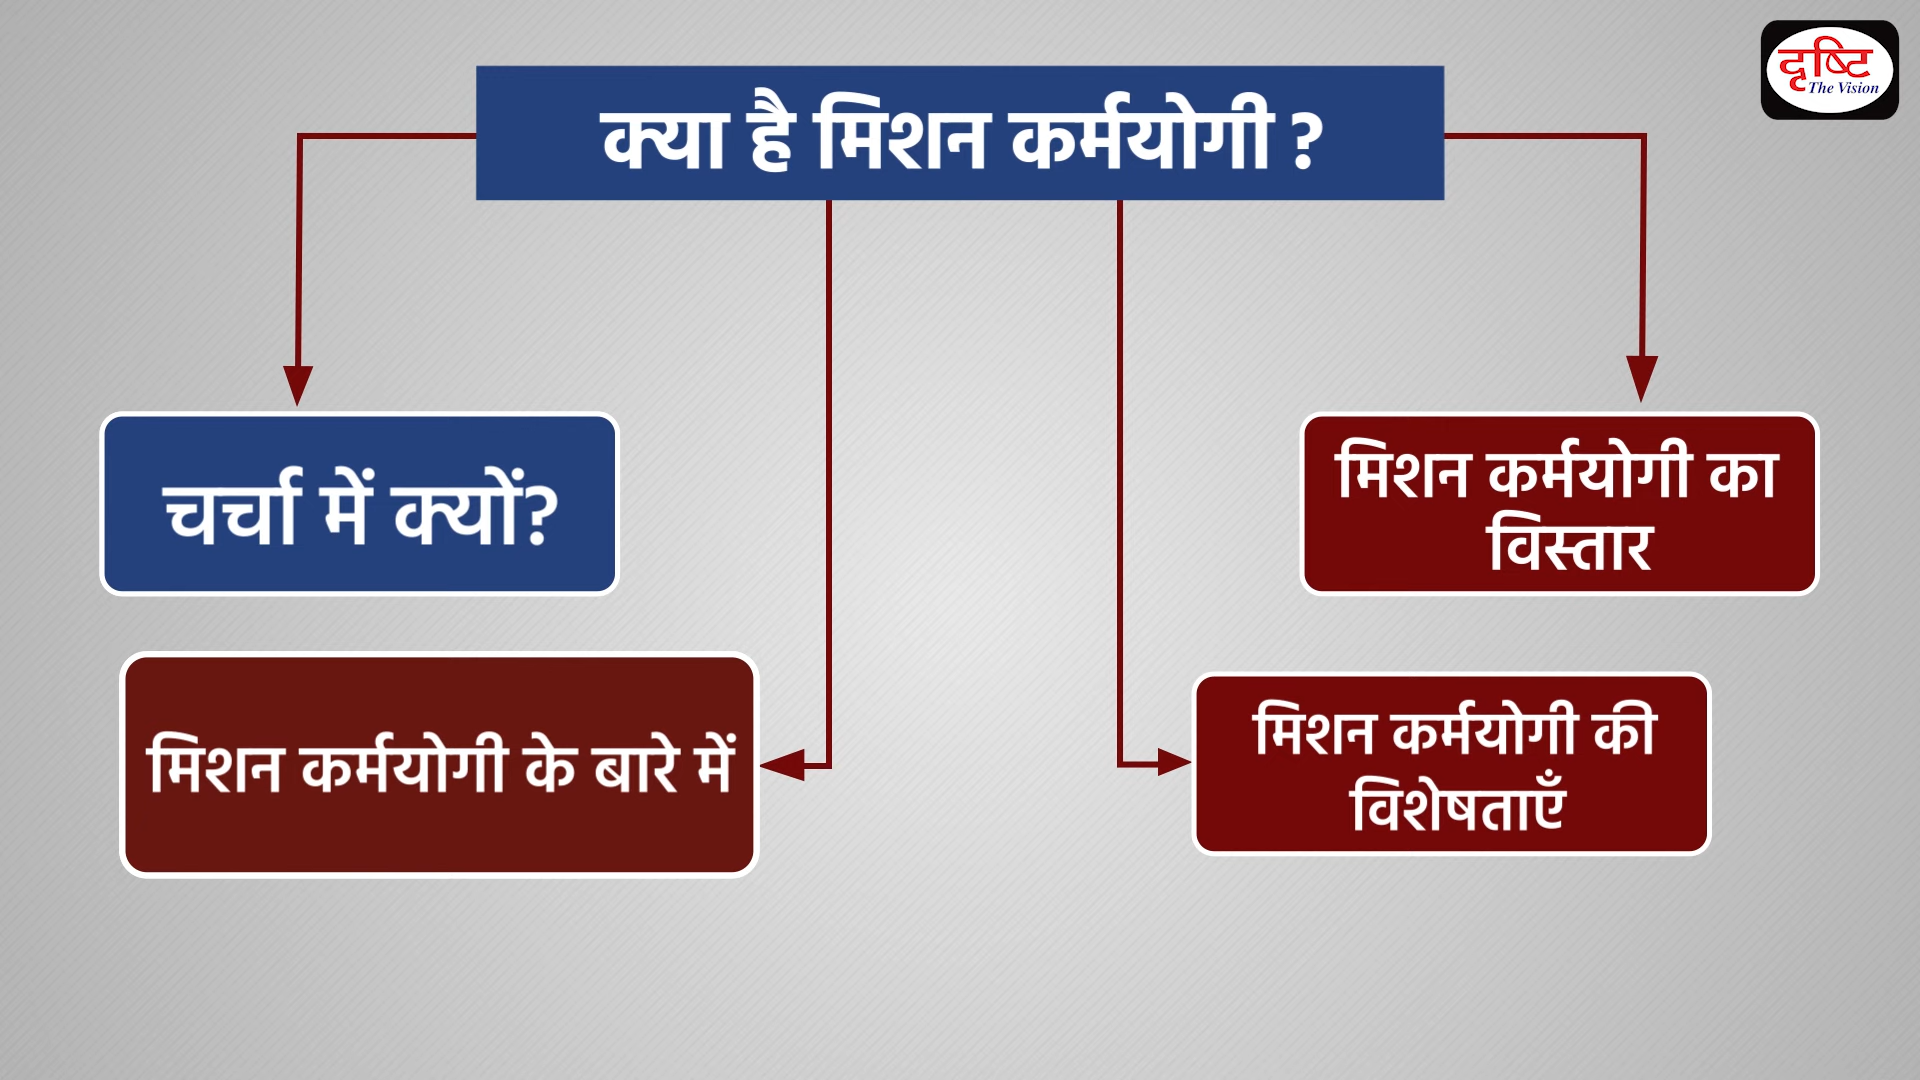 दृष्टि
The Vision
क्या है मिशन कर्मयोगी ?
चर्चा में क्यों?
मिशन कर्मयोगी का
विस्तार
मिशन कर्मयोगी के बारे में
मिशन कर्मयोगी की
विशेषताएँ